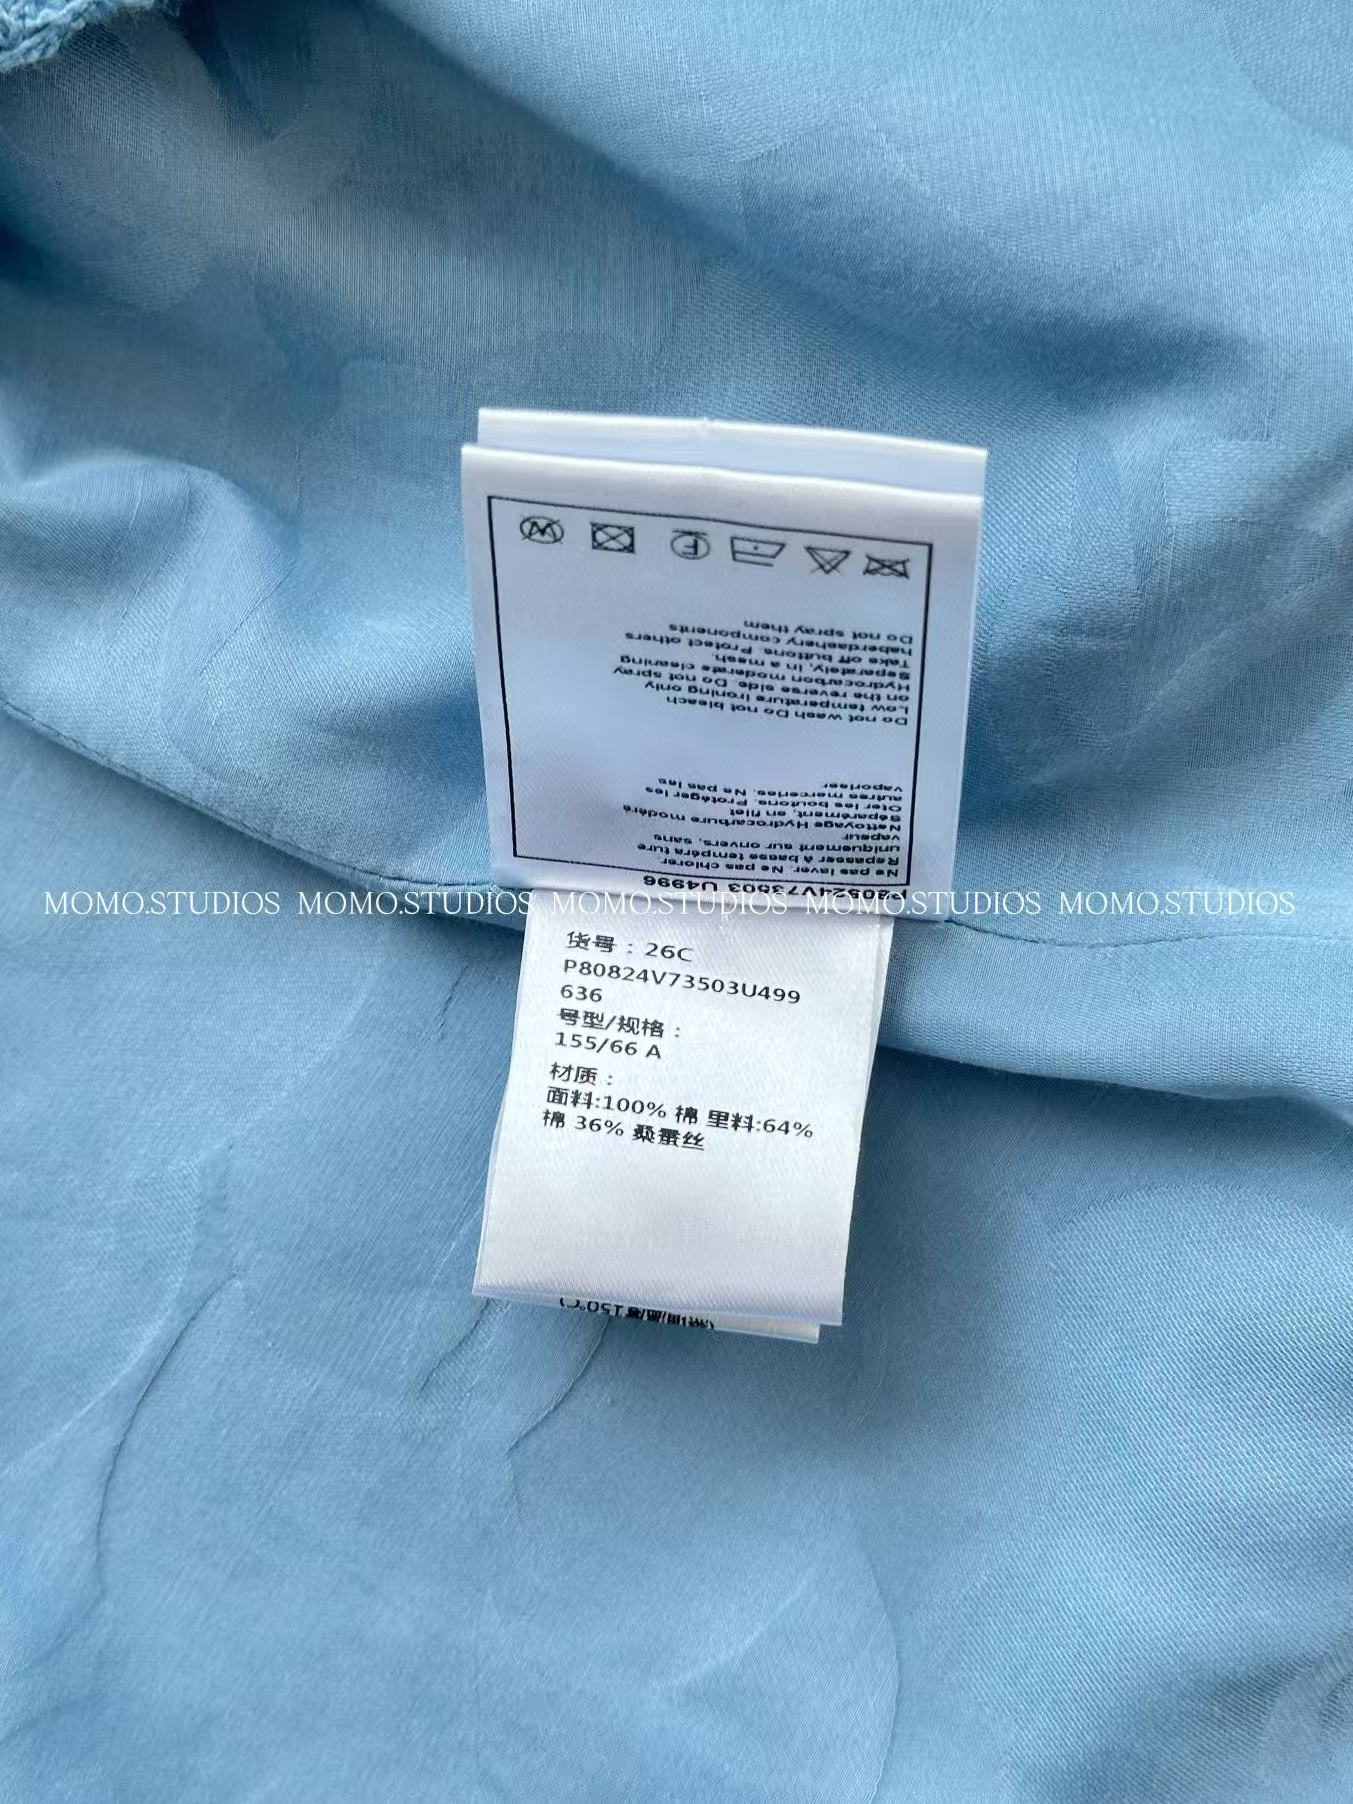 Do not wash Do not bleach
Low temperature ironing only
on the reverse side. Do not spray
Hydrocarbon moderate cleaning
Separately, in a mesh.
Take off buttons. Protect others
haberdashery components
Do not spray them
P80824V73503 U4996
Ne pas laver. Ne pas chlorer.
Repasser à basse tempéra ture
uniquement sur envers, sans
vapeur
Nettoyage Hydrocarbure modéré
Séparément, en filet
Oter les boutons. Protéger les
autres merceries. Ne pas les
vaporiser
MOMO.STUDIOS MOMO.STUDIOS MOMO.STUDIOS MOMO.STUDIOS MOMO.STUDIOS
货号：26C
P80824V73503U499
636
号型/规格：
155/66 A
材质：
面料:100% 棉 里料:64%
棉 36% 桑蚕丝
150°C)